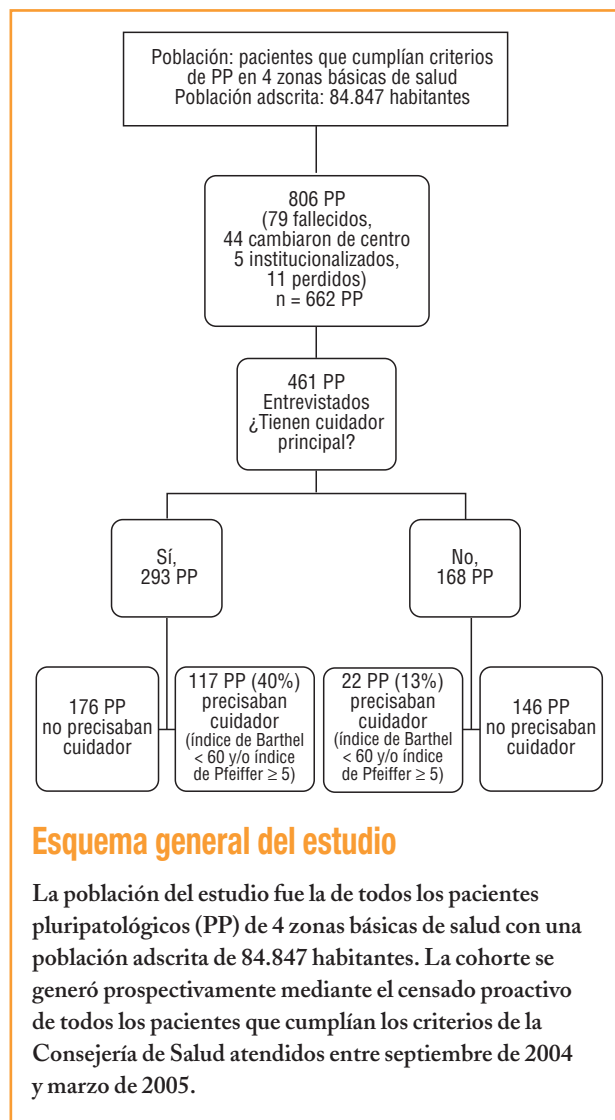 Población: pacientes que cumplían criterios
de PP en 4 zonas básicas de salud
Población adscrita: 84.847 habitantes
806 PP
(79 fallecidos,
44 cambiaron de centro
5 institucionalizados,
11 perdidos)
n = 662 PP
461 PP
Entrevistados
¿Tienen cuidador
principal?
Sí,
293 PP
No,
168 PP
176 PP
no precisaban
cuidador
117 PP (40%)
precisaban
cuidador
(índice de Barthel
< 60 y/o índice
de Pfeiffer ≥ 5)
22 PP (13%)
precisaban
cuidador
(índice de Barthel
< 60 y/o índice
de Pfeiffer ≥ 5)
146 PP
no precisaban
cuidador
Esquema general del estudio
La población del estudio fue la de todos los pacientes
pluripatológicos (PP) de 4 zonas básicas de salud con una
población adscrita de 84.847 habitantes. La cohorte se
generó prospectivamente mediante el censado proactivo
de todos los pacientes que cumplían los criterios de la
Consejería de Salud atendidos entre septiembre de 2004
y marzo de 2005.